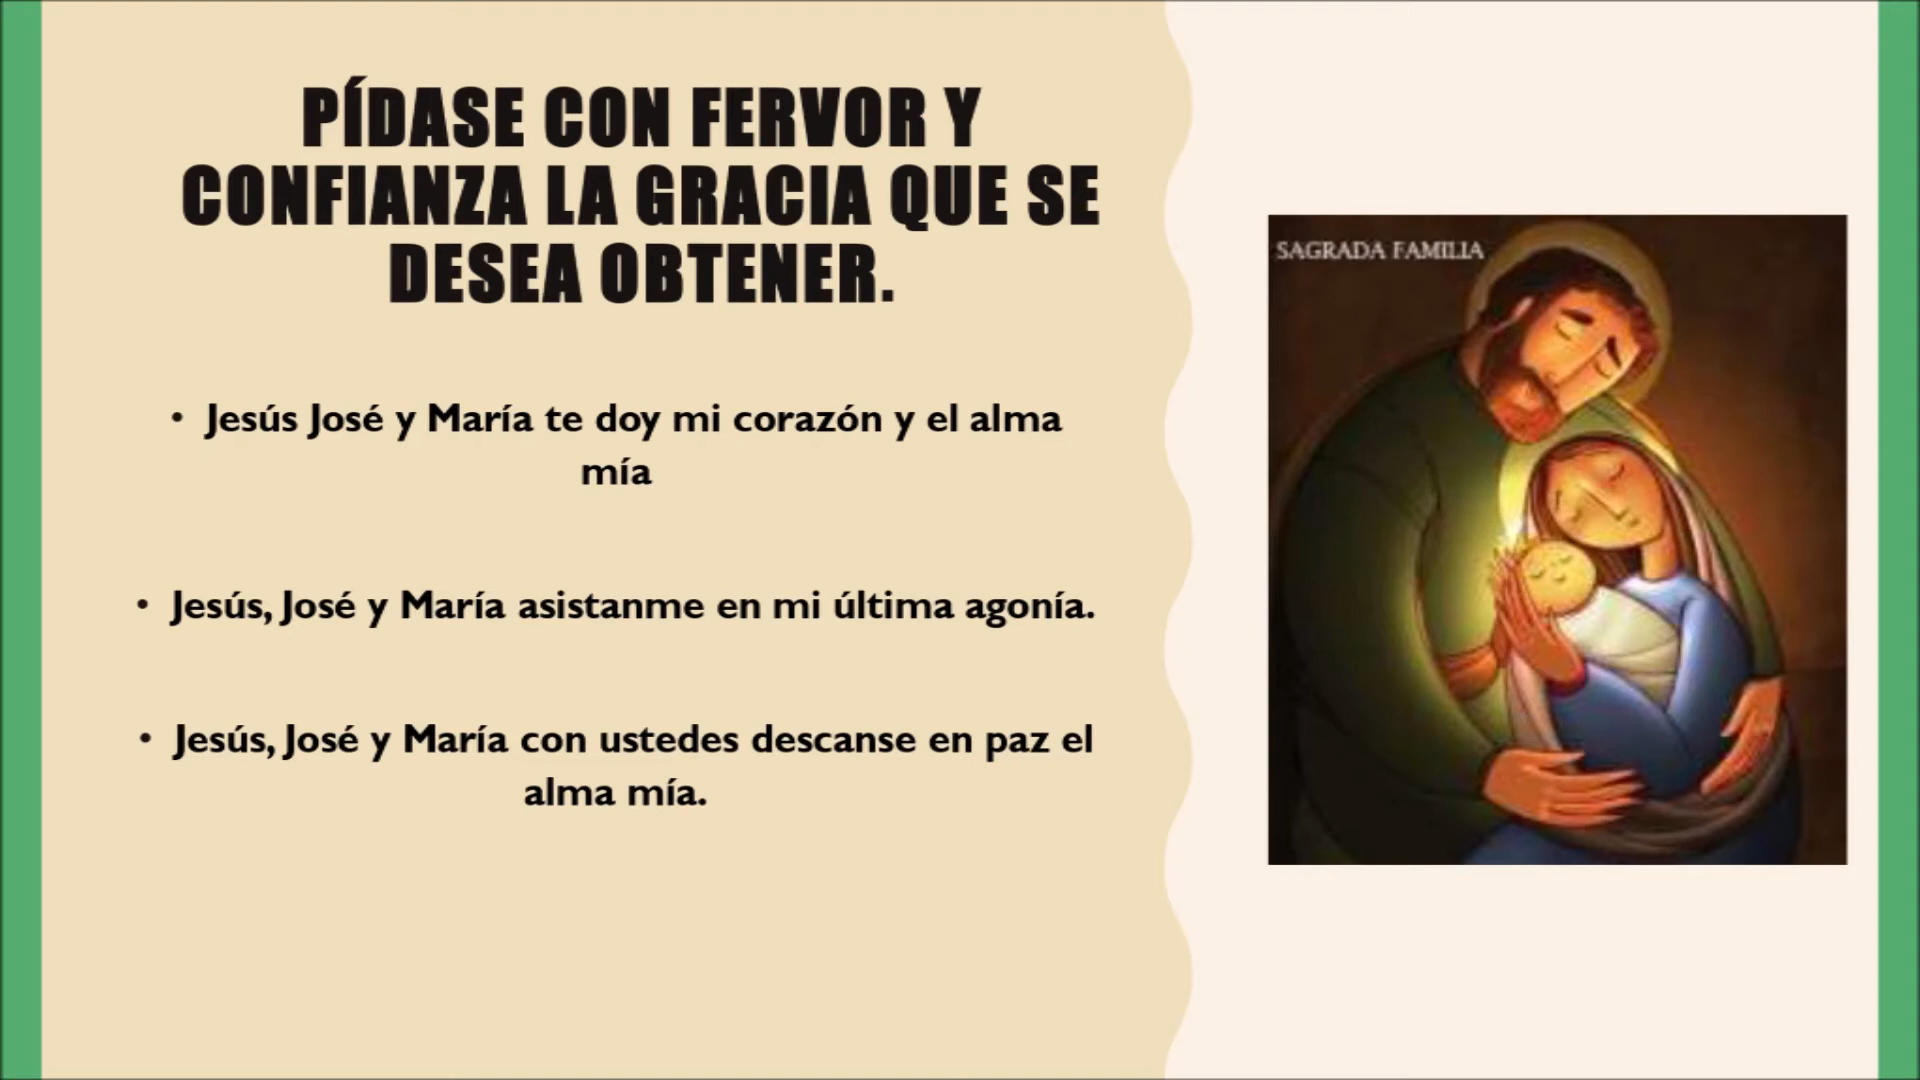 PÍDASE CON FERVOR Y
CONFIANZA LA GRACIA QUE SE
DESEA OBTENER.
• Jesús José y María te doy mi corazón y el alma
mía
• Jesús, José y María asistanme en mi última agonía.
• Jesús, José y María con ustedes descanse en paz el
alma mía.
SAGRADA FAMILIA